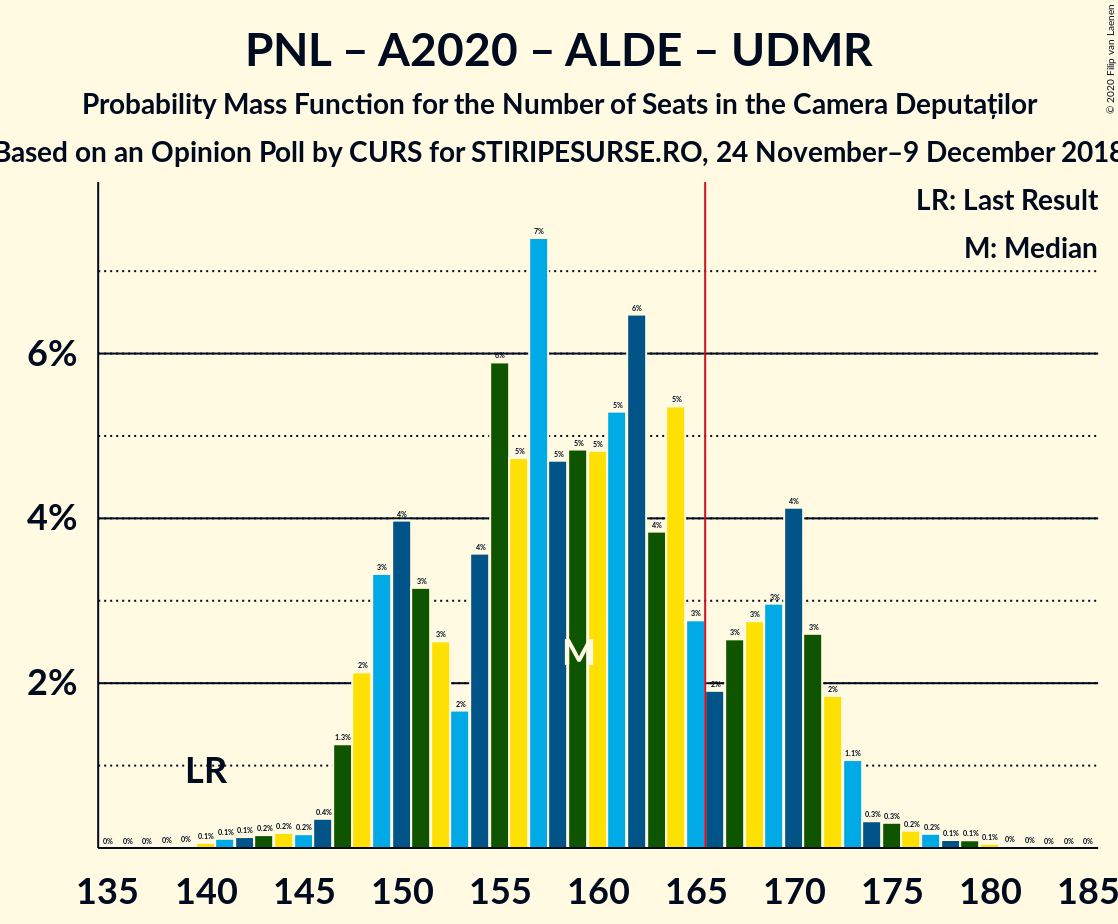 PNL – A2020 – ALDE – UDMR
Probability Mass Function for the Number of Seats in the Camera Deputaților
Based on an Opinion Poll by CURS for STIRIPESURSE.RO, 24 November–9 December 2018
© 2020 Filip van Laenen
LR: Last Result
M: Median
6%
4%
2%
0% 0% 0% 0% 0% 0.1% 0.1% 0.1% 0.2% 0.2% 0.2% 0.4% 1.3% 2% 3% 4% 3% 3% 2% 4% 6% 5% 7% 5% 5% 5% 5% 6% 4% 5% 3% 2% 3% 3% 3% 4% 3% 2% 1.1% 0.3% 0.3% 0.2% 0.2% 0.1% 0.1% 0.1% 0% 0% 0% 0% 0%
M
LR
135 140 145 150 155 160 165 170 175 180 185